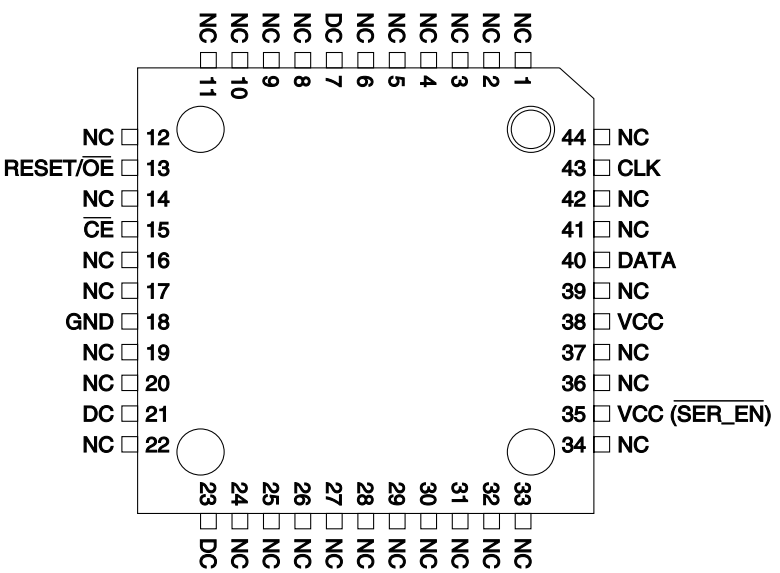 NC NC NC NC DC NC NC NC NC NC NC
11 10 9 8 7 6 5 4 3 2 1
NC 12 44 NC
RESET/OE 13 43 CLK
NC 14 42 NC
CE 15 41 NC
NC 16 40 DATA
NC 17 39 NC
GND 18 38 VCC
NC 19 37 NC
NC 20 36 NC
DC 21 35 VCC (SER_EN)
NC 22 34 NC
23 24 25 26 27 28 29 30 31 32 33
DC NC NC NC NC NC NC NC NC NC NC